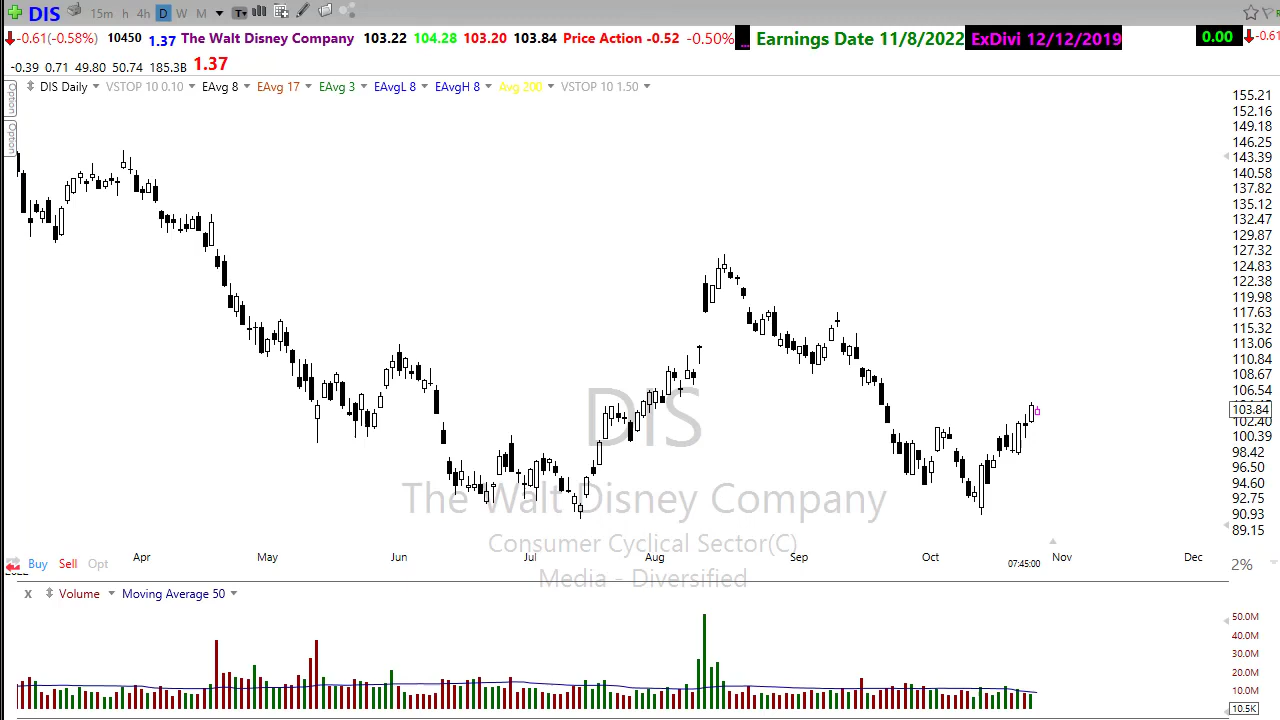 DIS 15m h 4h D W M T
-0.61(-0.58%) 10450 1.37 The Walt Disney Company 103.22 104.28 103.20 103.84 Price Action -0.52 -0.50% ... Earnings Date 11/8/2022 ExDivi 12/12/2019 0.00 -0.61
-0.39 0.71 49.80 50.74 185.3B 1.37
DIS Daily VSTOP 10 0.10 EAvg 8 EAvg 17 EAvg 3 EAvgL 8 EAvgH 8 Avg 200 VSTOP 10 1.50
Option
Option
155.21
152.16
149.18
146.25
143.39
140.58
137.82
135.12
132.47
129.87
127.32
124.83
122.38
119.98
117.63
115.32
113.06
110.84
108.67
106.54
103.84
102.40
100.39
98.42
96.50
94.60
92.75
90.93
89.15
DIS
The Walt Disney Company
Consumer Cyclical Sector(C)
Media - Diversified
Apr May Jun Jul Aug Sep Oct Nov Dec
Buy Sell Opt 07:45:00 2%
X Volume Moving Average 50
50.0M
40.0M
30.0M
20.0M
10.0M
10.5K